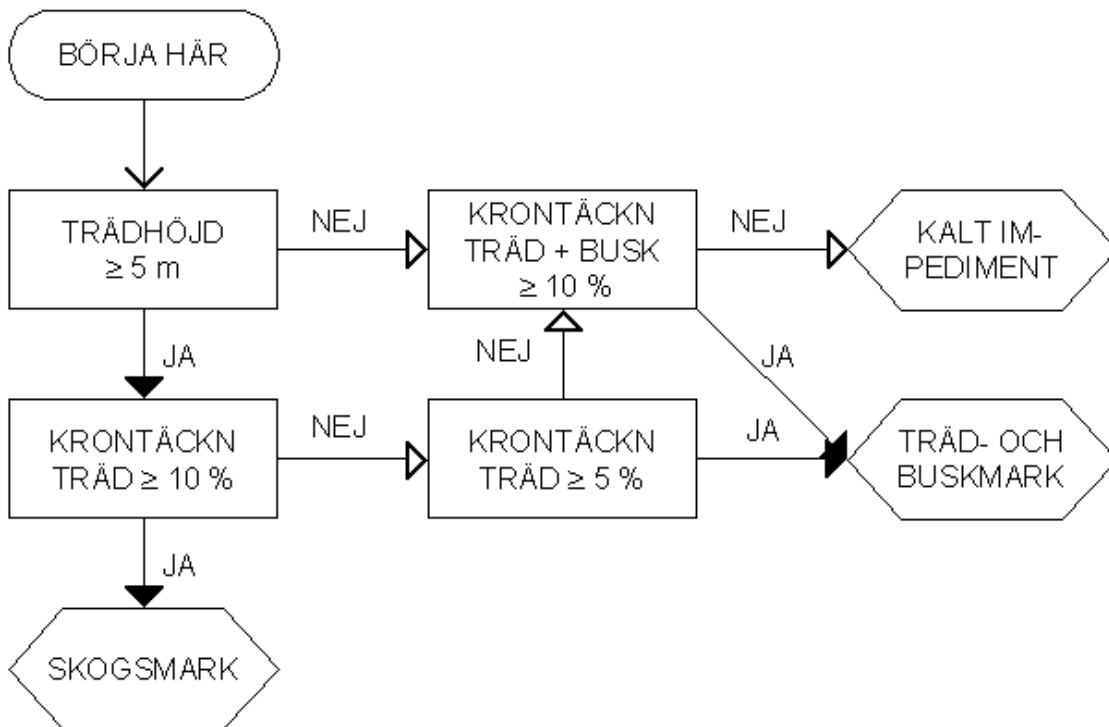 BÖRJA HÄR
TRÄDHÖJD
≥ 5 m
NEJ
KRONTÄCKN
TRÄD + BUSK
≥ 10 %
NEJ
KALT IM-
PEDIMENT
JA
NEJ
JA
KRONTÄCKN
TRÄD ≥ 10 %
NEJ
KRONTÄCKN
TRÄD ≥ 5 %
JA
TRÄD- OCH
BUSKMARK
JA
SKOGSMARK